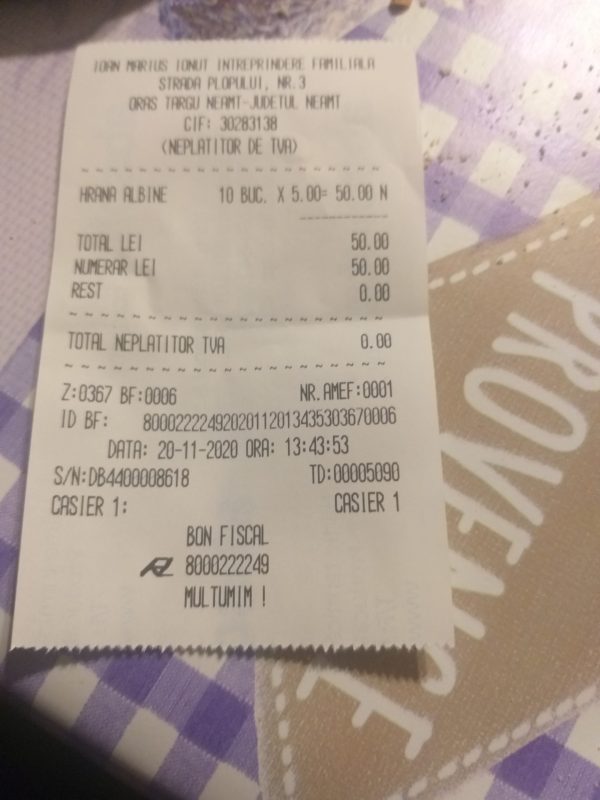 IOAN MARIUS IONUT INTREPRINDERE FAMILIALA
STRADA PLOPULUI, NR.3
ORAS TARGU NEAMT-JUDETUL NEAMT
CIF: 30283138
(NEPLATITOR DE TVA)
HRANA ALBINE 10 BUC. X 5.00= 50.00 N
TOTAL LEI 50.00
NUMERAR LEI 50.00
REST 0.00
TOTAL NEPLATITOR TVA 0.00
Z:0367 BF:0006 NR.AMEF:0001
ID BF: 80002222492020112013435303670006
DATA: 20-11-2020 ORA: 13:43:53
S/N:DB4400008618 TD:00005090
CASIER 1: CASIER 1
BON FISCAL
8000222249
MULTUMIM !
PROVENCE